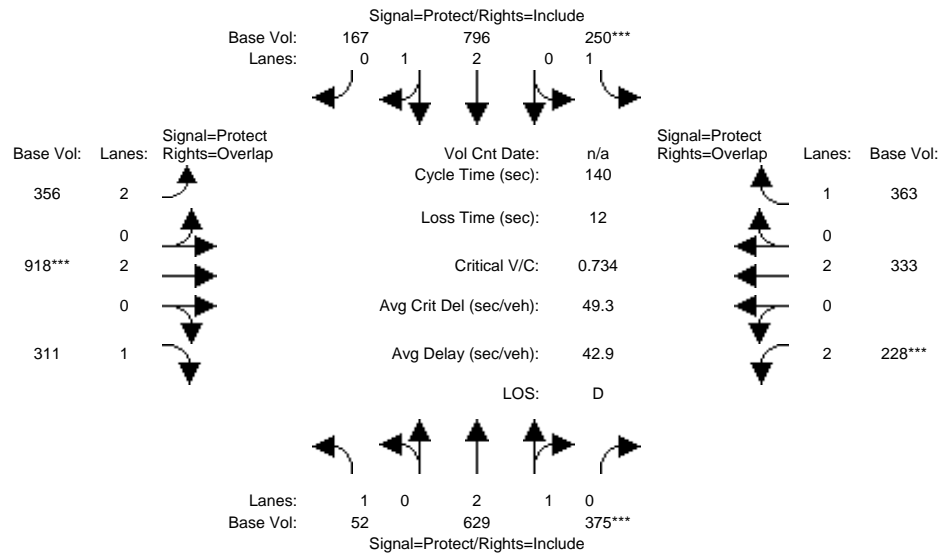 Signal=Protect/Rights=Include
Base Vol: 167 796 250***
Lanes: 0 1 2 0 1
Signal=Protect Signal=Protect
Base Vol: Lanes: Rights=Overlap Vol Cnt Date: n/a Rights=Overlap Lanes: Base Vol:
Cycle Time (sec): 140
356 2 1 363
Loss Time (sec): 12
0 0
918*** 2 Critical V/C: 0.734 2 333
0 Avg Crit Del (sec/veh): 49.3 0
311 1 Avg Delay (sec/veh): 42.9 2 228***
LOS: D
Lanes: 1 0 2 1 0
Base Vol: 52 629 375***
Signal=Protect/Rights=Include